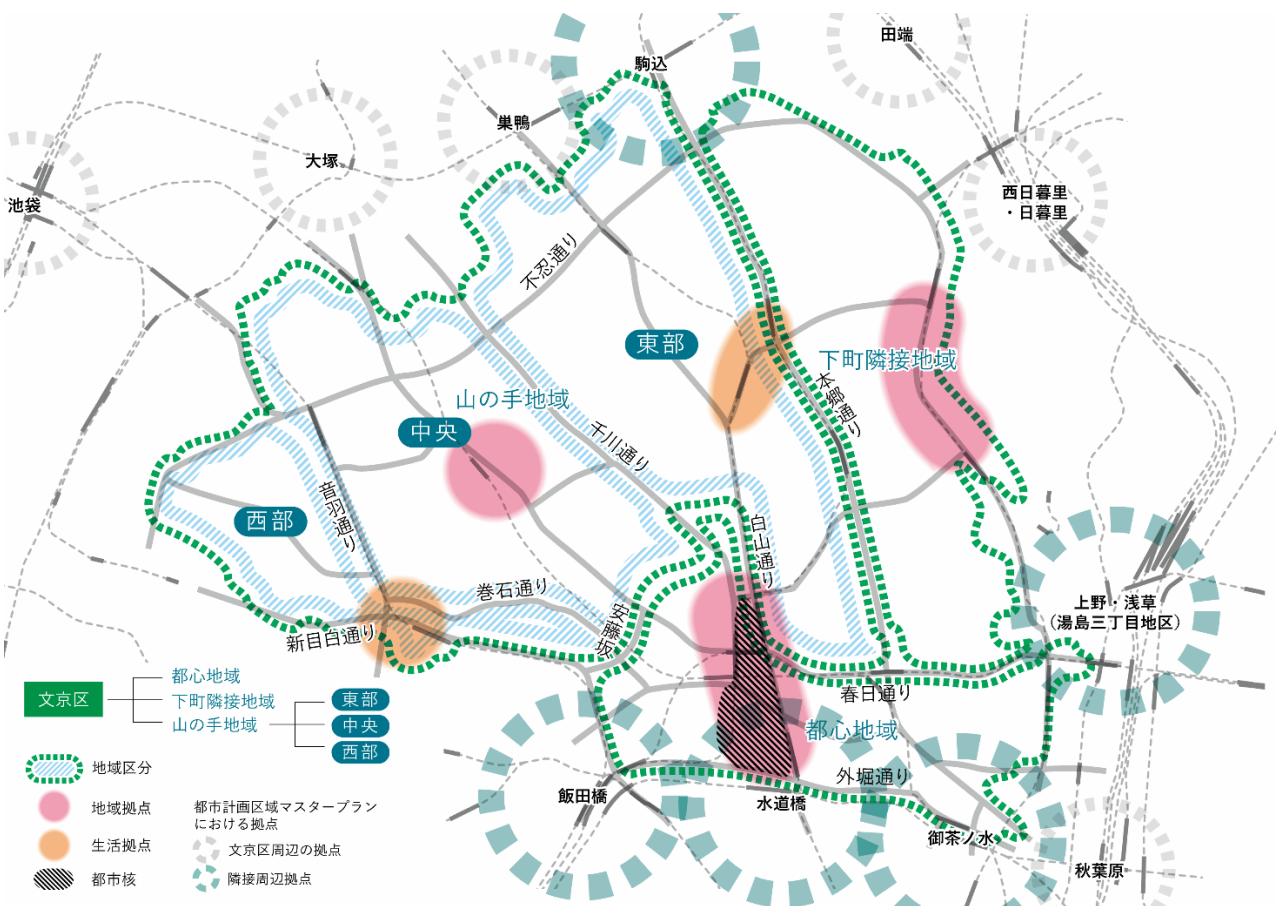 田端
駒込
巣鴨
大塚
池袋
西日暮里
・日暮里
不忍通り
東部
下町隣接地域
本郷通り
山の手地域
中央
千川通り
音羽通り
西部
白山通り
巻石通り
安藤坂
新目白通り
上野・浅草
(湯島三丁目地区)
春日通り
都心地域
外堀通り
飯田橋
水道橋
御茶ノ水
秋葉原
文京区
都心地域
下町隣接地域
山の手地域
東部
中央
西部
地域区分
地域拠点
生活拠点
都市核
都市計画区域マスタープラン
における拠点
文京区周辺の拠点
隣接周辺拠点